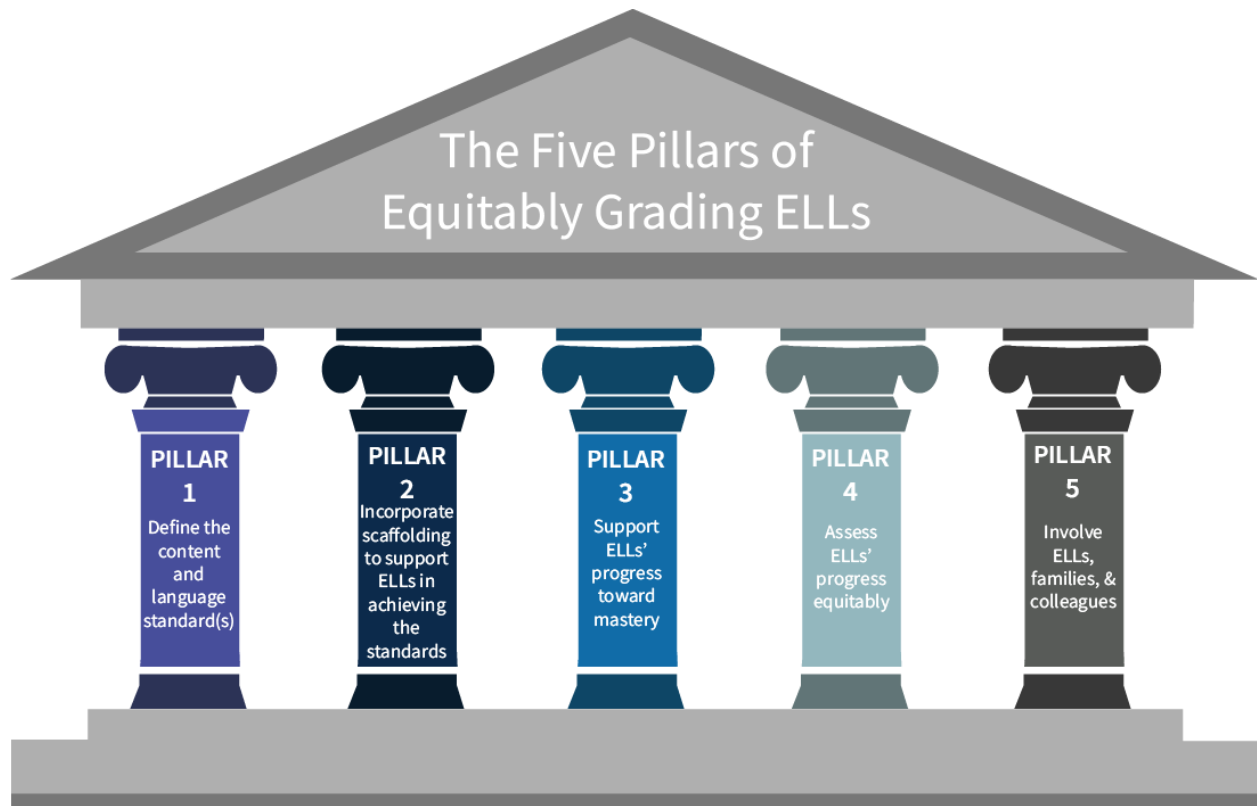 The Five Pillars of
Equitably Grading ELLs
PILLAR
1
Define the
content
and
language
standard(s)
PILLAR
2
Incorporate
scaffolding
to support
ELLs in
achieving
the
standards
PILLAR
3
Support
ELLs’
progress
toward
mastery
PILLAR
4
Assess
ELLs’
progress
equitably
PILLAR
5
Involve
ELLs,
families, &
colleagues